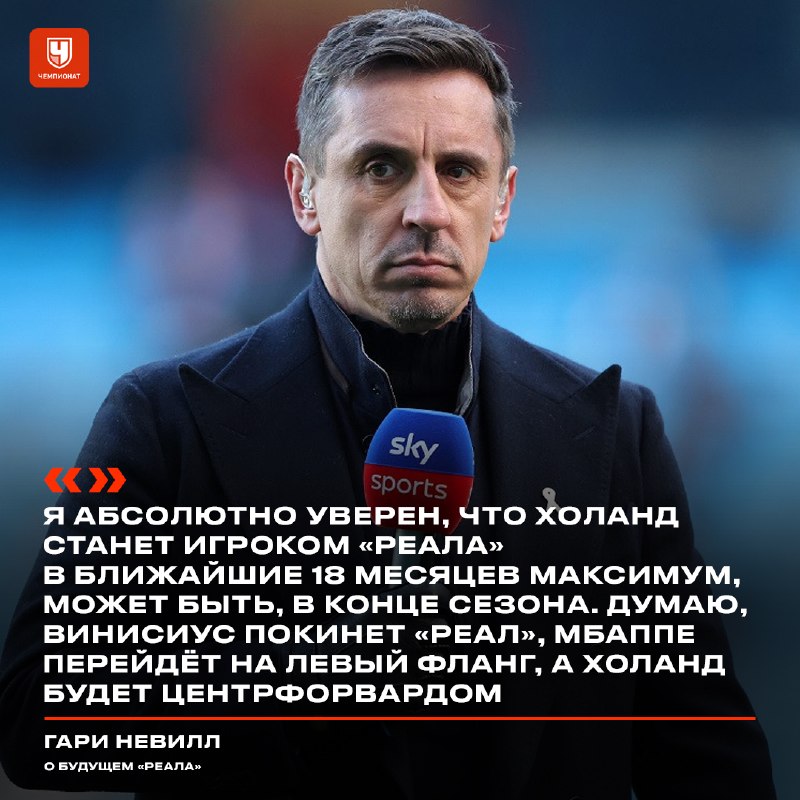 ЧЕМПИОНАТ
sky
sports
Я АБСОЛЮТНО УВЕРЕН, ЧТО ХОЛАНД
СТАНЕТ ИГРОКОМ «РЕАЛА»
В БЛИЖАЙШИЕ 18 МЕСЯЦЕВ МАКСИМУМ,
МОЖЕТ БЫТЬ, В КОНЦЕ СЕЗОНА. ДУМАЮ,
ВИНИСИУС ПОКИНЕТ «РЕАЛ», МБАППЕ
ПЕРЕЙДЁТ НА ЛЕВЫЙ ФЛАНГ, А ХОЛАНД
БУДЕТ ЦЕНТРФОРВАРДОМ
ГАРИ НЕВИЛЛ
О БУДУЩЕМ «РЕАЛА»